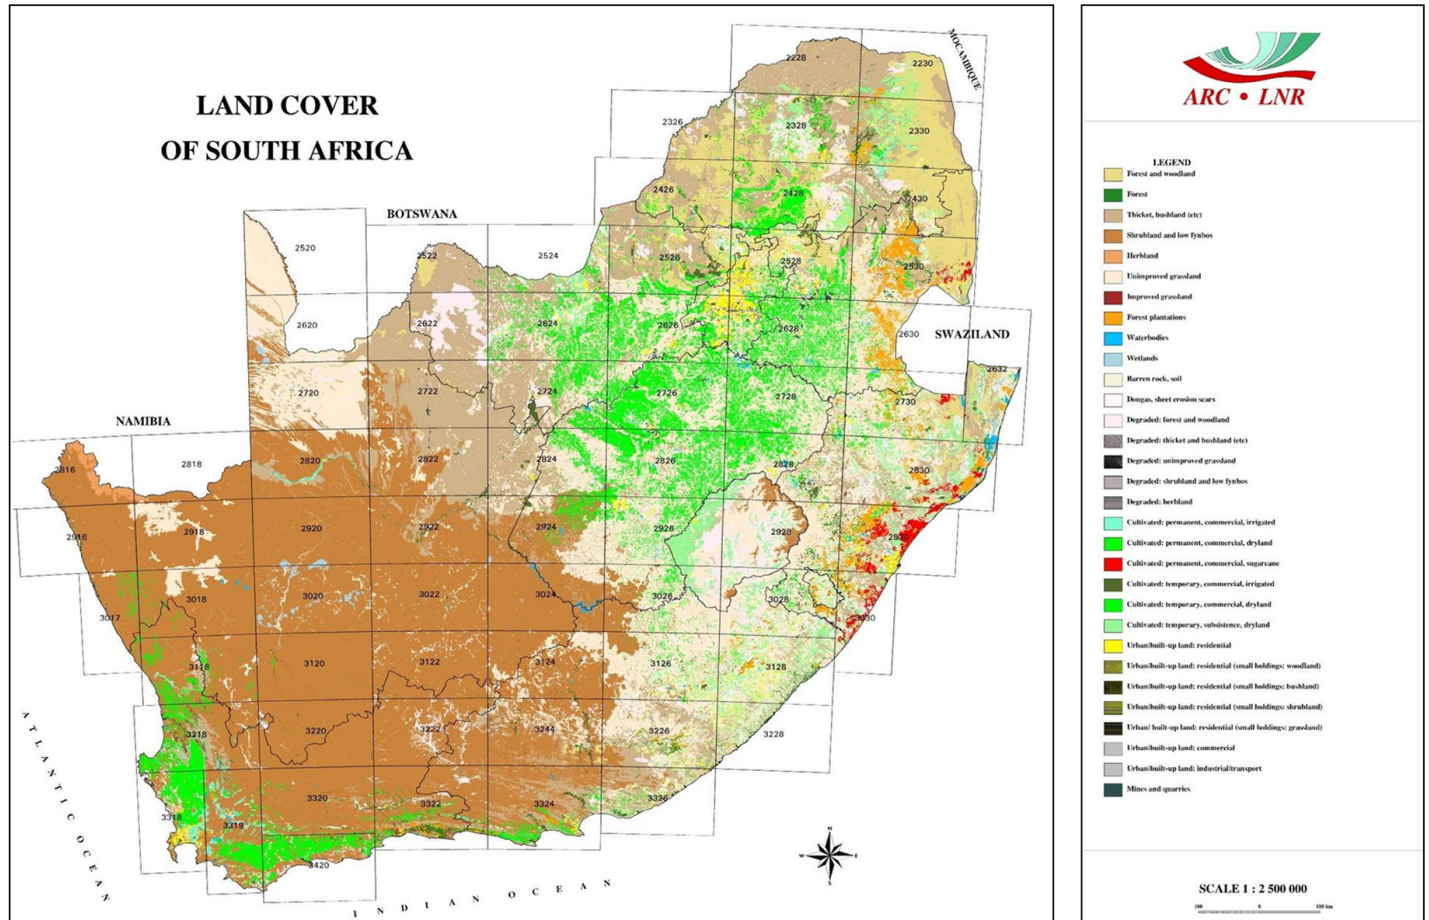 LAND COVER
OF SOUTH AFRICA
MOCAMBIQUE
BOTSWANA
SWAZILAND
NAMIBIA
ATLANTIC OCEAN
INDIAN OCEAN
2228
2230
2326
2328
2330
2426
2428
2430
2520
2522
2524
2526
2528
2530
2620
2622
2624
2626
2628
2630
2632
2720
2722
2724
2726
2728
2730
2816
2818
2820
2822
2824
2826
2828
2830
2916
2918
2920
2922
2924
2926
2928
2930
3017
3018
3020
3022
3024
3026
3028
3030
3118
3120
3122
3124
3126
3128
3218
3220
3222
3244
3226
3228
3318
3319
3320
3322
3324
3326
3420
N
W
E
S
ARC • LNR
LEGEND
Forest and woodland
Forest
Thicket, bushland (etc)
Shrubland and low fynbos
Herbland
Unimproved grassland
Improved grassland
Forest plantations
Waterbodies
Wetlands
Barren rock, soil
Dongas, sheet erosion scars
Degraded: forest and woodland
Degraded: thicket and bushland (etc)
Degraded: unimproved grassland
Degraded: shrubland and low fynbos
Degraded: herbland
Cultivated: permanent, commercial, irrigated
Cultivated: permanent, commercial, dryland
Cultivated: permanent, commercial, sugarcane
Cultivated: temporary, commercial, irrigated
Cultivated: temporary, commercial, dryland
Cultivated: temporary, subsistence, dryland
Urban/built-up land: residential
Urban/built-up land: residential (small holdings: woodland)
Urban/built-up land: residential (small holdings: bushland)
Urban/built-up land: residential (small holdings: shrubland)
Urban/ built-up land: residential (small holdings: grassland)
Urban/built-up land: commercial
Urban/built-up land: industrial/transport
Mines and quarries
SCALE 1 : 2 500 000
100 0 100 km